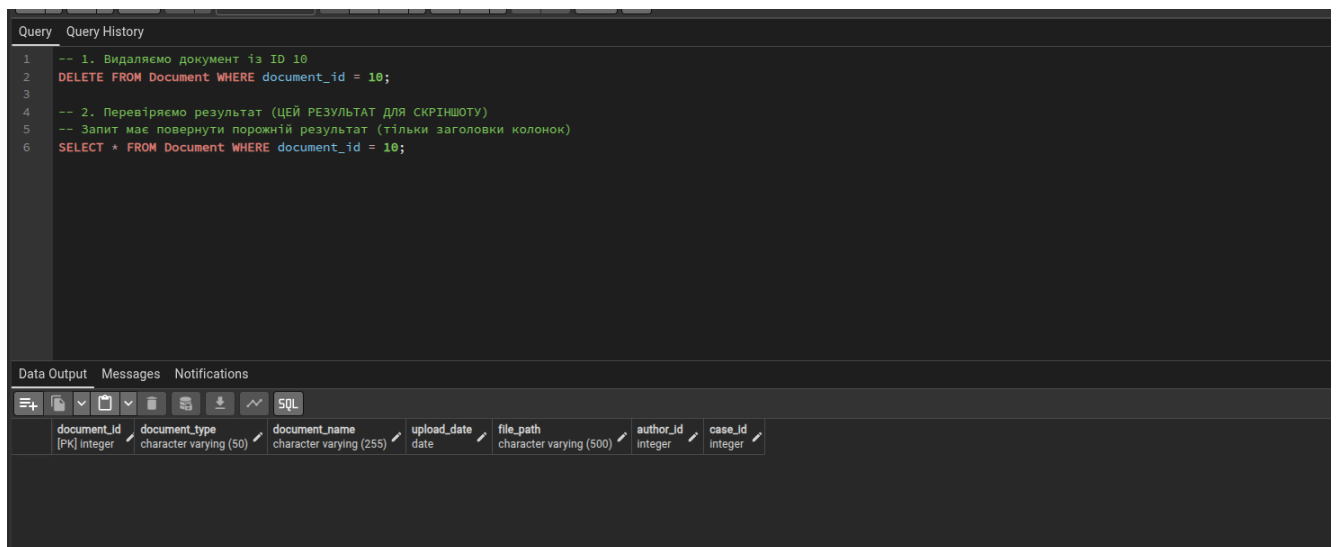 Query Query History
1 -- 1. Видаляємо документ із ID 10
2 DELETE FROM Document WHERE document_id = 10;
3
4 -- 2. Перевіряємо результат (ЦЕЙ РЕЗУЛЬТАТ ДЛЯ СКРІНШОТУ)
5 -- Запит має повернути порожній результат (тільки заголовки колонок)
6 SELECT * FROM Document WHERE document_id = 10;
Data Output Messages Notifications
SQL
document_id document_type document_name upload_date file_path author_id case_id
[PK] integer character varying (50) character varying (255) date character varying (500) integer integer